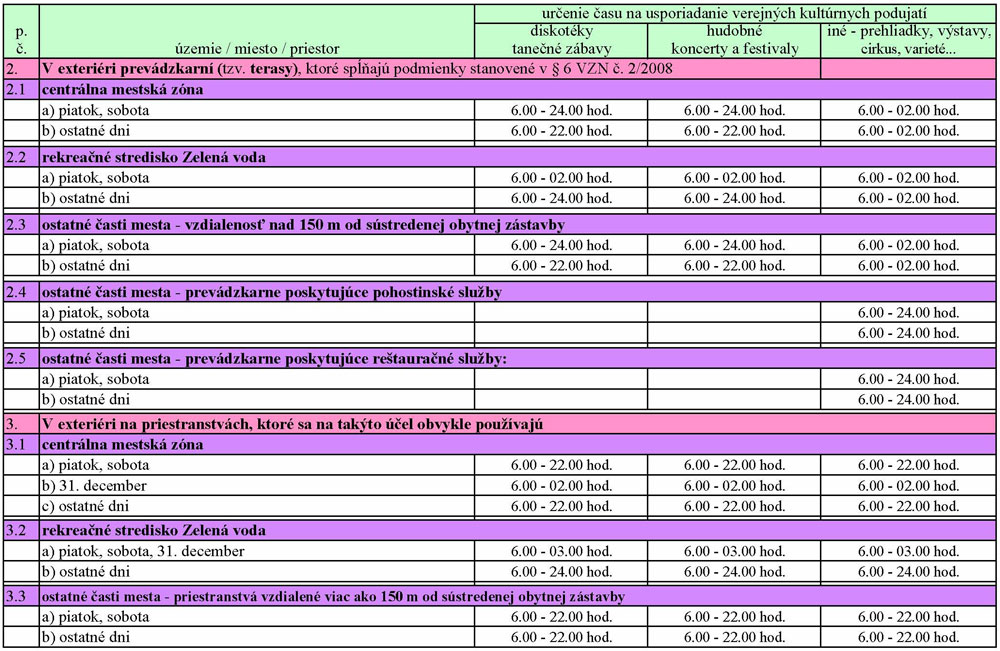 určenie času na usporiadanie verejných kultúrnych podujatí
p. č. území / miesto / priestor diskotéky tanečné zábavy hudobné koncerty a festivaly iné - prehliadky, výstavy, cirkus, varieté...
2. V exteriéri prevádzkarní (tzv. terasy), ktoré spĺňajú podmienky stanovené v § 6 VZN č. 2/2008
2.1 centrálna mestská zóna
a) piatok, sobota 6.00 - 24.00 hod. 6.00 - 24.00 hod. 6.00 - 02.00 hod.
b) ostatné dni 6.00 - 22.00 hod. 6.00 - 22.00 hod. 6.00 - 02.00 hod.
2.2 rekreačné stredisko Zelená voda
a) piatok, sobota 6.00 - 02.00 hod. 6.00 - 02.00 hod. 6.00 - 02.00 hod.
b) ostatné dni 6.00 - 24.00 hod. 6.00 - 24.00 hod. 6.00 - 02.00 hod.
2.3 ostatné časti mesta - vzdialenosť nad 150 m od sústredenej obytnej zástavby
a) piatok, sobota 6.00 - 24.00 hod. 6.00 - 24.00 hod. 6.00 - 02.00 hod.
b) ostatné dni 6.00 - 22.00 hod. 6.00 - 22.00 hod. 6.00 - 02.00 hod.
2.4 ostatné časti mesta - prevádzkarne poskytujúce pohostinské služby
a) piatok, sobota 6.00 - 24.00 hod.
b) ostatné dni 6.00 - 24.00 hod.
2.5 ostatné časti mesta - prevádzkarne poskytujúce reštauračné služby:
a) piatok, sobota 6.00 - 24.00 hod.
b) ostatné dni 6.00 - 24.00 hod.
3. V exteriéri na priestranstvách, ktoré sa na takýto účel obvykle používajú
3.1 centrálna mestská zóna
a) piatok, sobota 6.00 - 22.00 hod. 6.00 - 22.00 hod. 6.00 - 22.00 hod.
b) 31. december 6.00 - 02.00 hod. 6.00 - 02.00 hod. 6.00 - 02.00 hod.
c) ostatné dni 6.00 - 22.00 hod. 6.00 - 22.00 hod. 6.00 - 22.00 hod.
3.2 rekreačné stredisko Zelená voda
a) piatok, sobota, 31. december 6.00 - 03.00 hod. 6.00 - 03.00 hod. 6.00 - 03.00 hod.
b) ostatné dni 6.00 - 24.00 hod. 6.00 - 24.00 hod. 6.00 - 24.00 hod.
3.3 ostatné časti mesta - priestranstvá vzdialené viac ako 150 m od sústredenej obytnej zástavby
a) piatok, sobota 6.00 - 22.00 hod. 6.00 - 22.00 hod. 6.00 - 22.00 hod.
b) ostatné dni 6.00 - 22.00 hod. 6.00 - 22.00 hod. 6.00 - 22.00 hod.